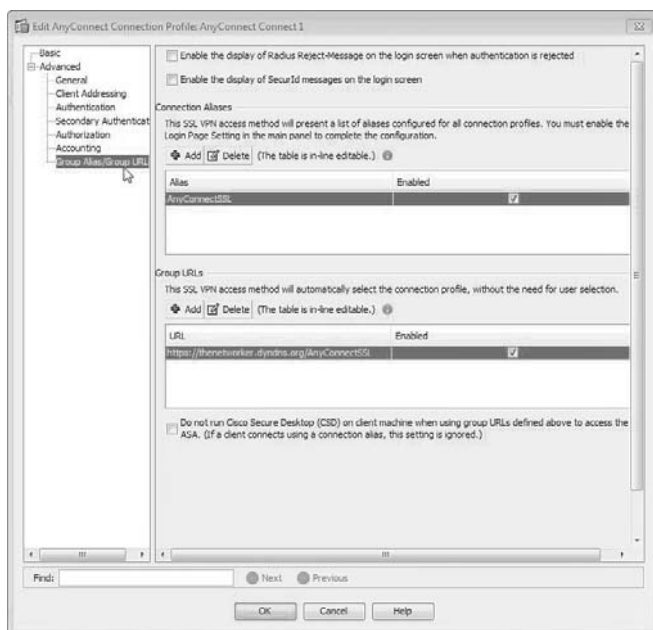 Edit AnyConnect Connection Profile: AnyConnect Connect 1
Basic
Advanced
General
Client Addressing
Authentication
Secondary Authenticat
Authorization
Accounting
Group Alias/Group URL
Enable the display of Radius Reject-Message on the login screen when authentication is rejected
Enable the display of SecurId messages on the login screen
Connection Aliases
This SSL VPN access method will present a list of aliases configured for all connection profiles. You must enable the
Login Page Setting in the main panel to complete the configuration.
Add Delete (The table is in-line editable.)
Alias Enabled
AnyConnectSSL
Group URLs
This SSL VPN access method will automatically select the connection profile, without the need for user selection.
Add Delete (The table is in-line editable.)
URL Enabled
https://thenetworker.dyndns.org/AnyConnectSSL
Do not run Cisco Secure Desktop (CSD) on client machine when using group URLs defined above to access the
ASA. (If a client connects using a connection alias, this setting is ignored.)
Find: Next Previous
OK Cancel Help